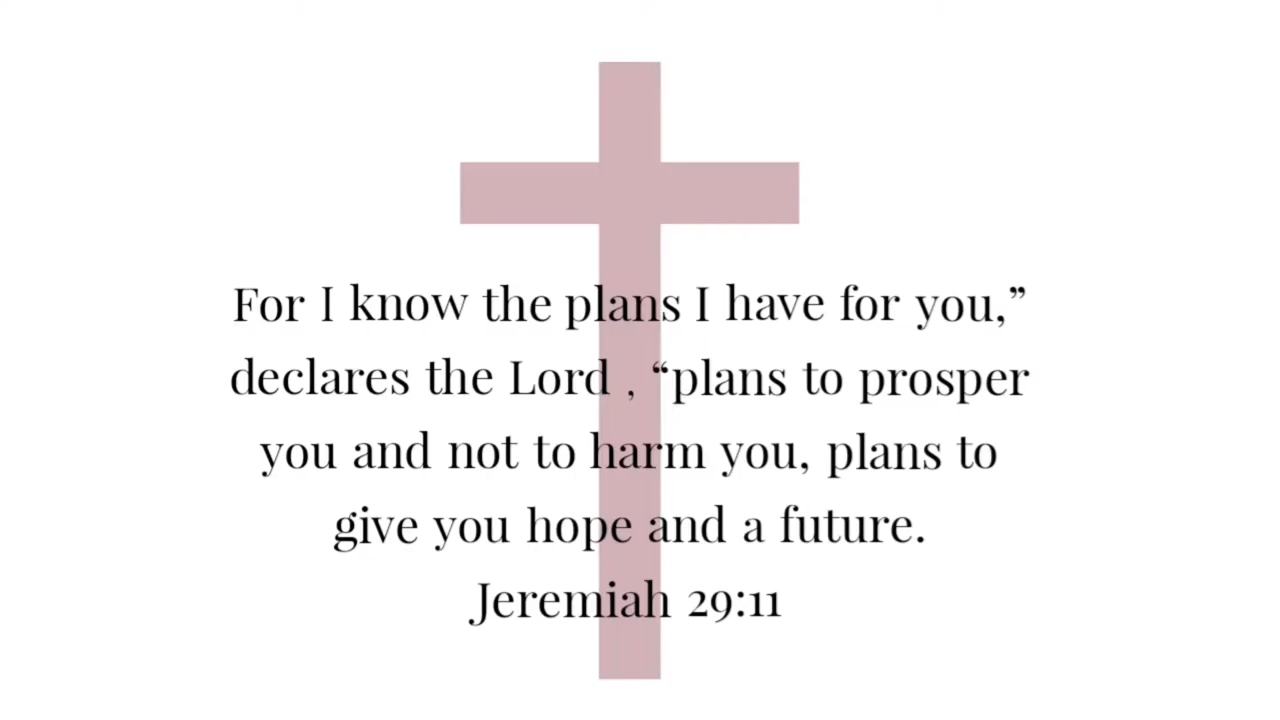 For I know the plans I have for you,”
declares the Lord , “plans to prosper
you and not to harm you, plans to
give you hope and a future.
Jeremiah 29:11